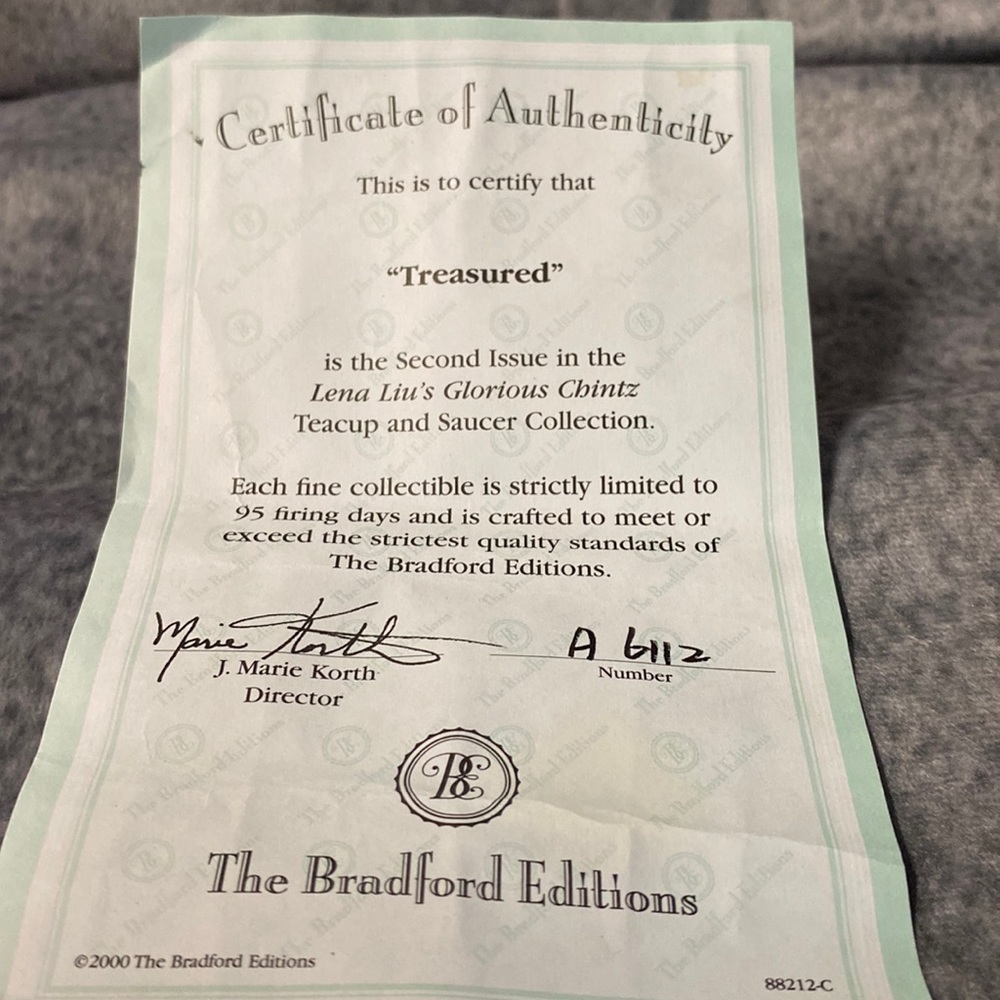 Certificate of Authenticity
This is to certify that
“Treasured”
is the Second Issue in the
Lena Liu's Glorious Chintz
Teacup and Saucer Collection.
Each fine collectible is strictly limited to
95 firing days and is crafted to meet or
exceed the strictest quality standards of
The Bradford Editions.
Marie Korth
A 6112
J. Marie Korth
Number
Director
BE
The Bradford Editions
©2000 The Bradford Editions
88212-C